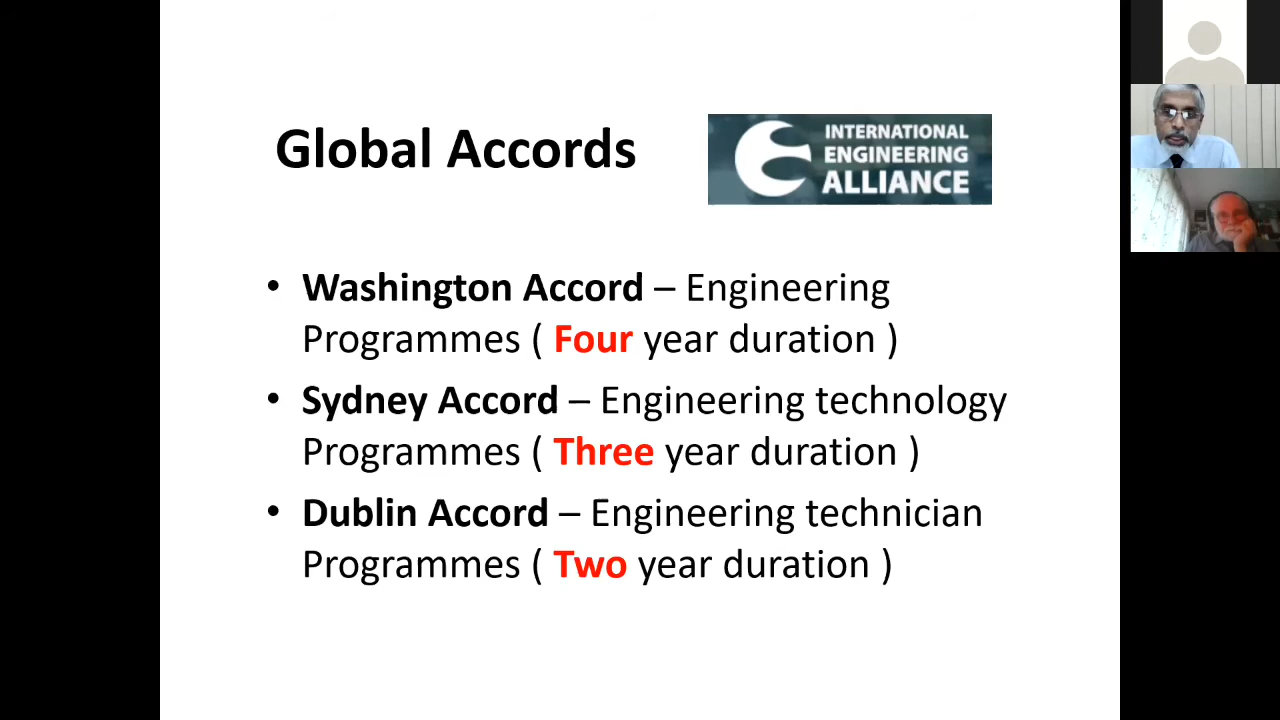 Global Accords
INTERNATIONAL
ENGINEERING
ALLIANCE
• Washington Accord – Engineering
Programmes ( Four year duration )
• Sydney Accord – Engineering technology
Programmes ( Three year duration )
• Dublin Accord – Engineering technician
Programmes ( Two year duration )